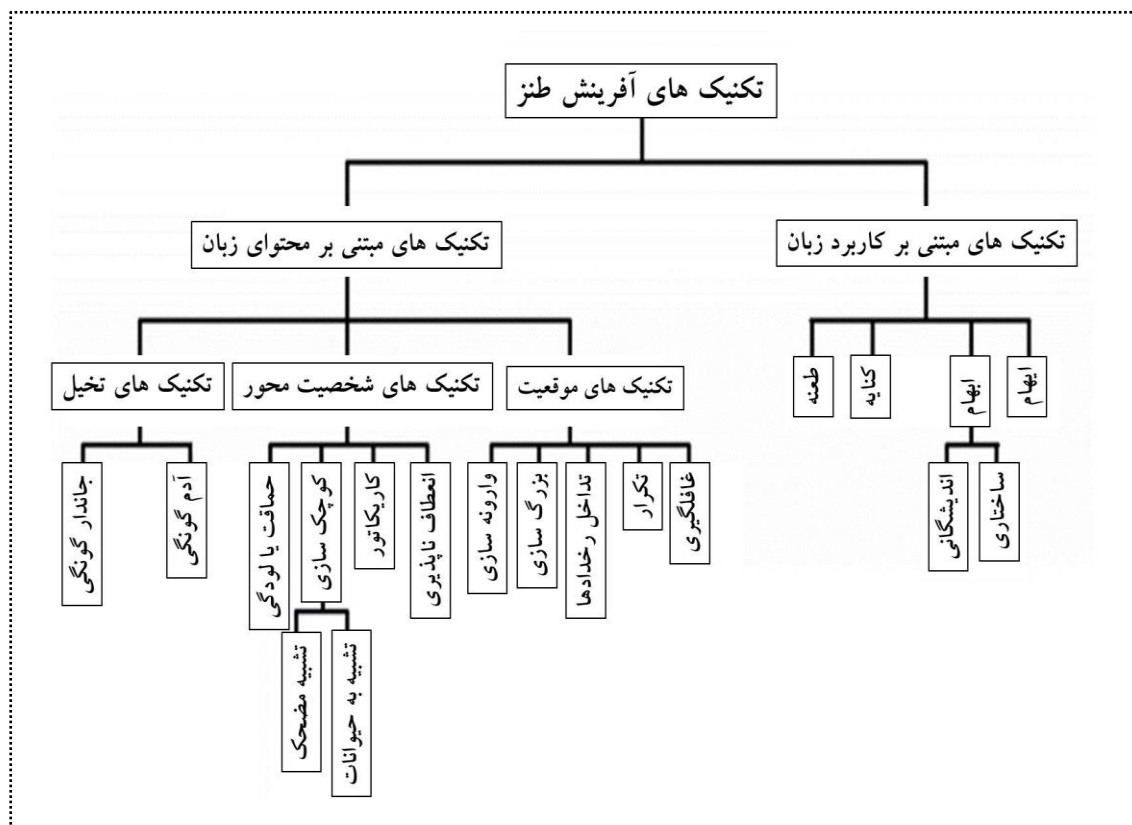 تکنیک های آفرینش طنز
تکنیک های مبتنی بر کاربرد زبان
تکنیک های مبتنی بر محتوای زبان
ایهام
ابهام
کنایه
طعنه
ساختاری
اندیشگانی
تکنیک های موقعیت
تکنیک های شخصیت محور
تکنیک های تخیل
غافلگیری
تکرار
تداخل رخدادها
بزرگ سازی
وارونه سازی
انعطاف ناپذیری
کاریکاتور
کوچک سازی
حماقت یا لودگی
آدم گونگی
جاندار گونگی
تشبیه به حیوانات
تشبیه مضحک